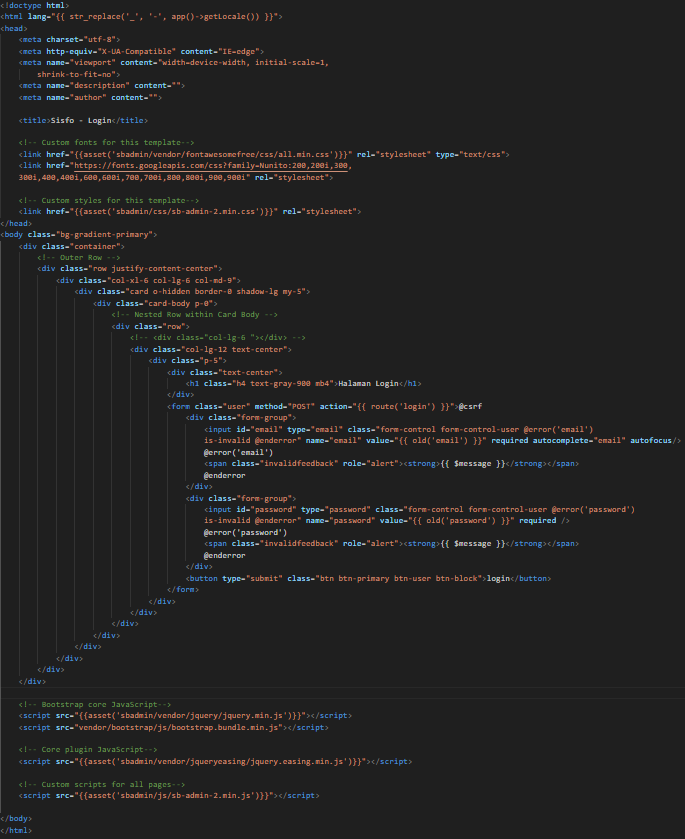 <!doctype html>
<html lang="{{ str_replace('_', '-', app()->getLocale()) }}">
<head>
<meta charset="utf-8">
<meta http-equiv="X-UA-Compatible" content="IE=edge">
<meta name="viewport" content="width=device-width, initial-scale=1,
shrink-to-fit=no">
<meta name="description" content="">
<meta name="author" content="">
<title>Sisfo - Login</title>
<!-- Custom fonts for this template-->
<link href="{{asset('sbadmin/vendor/fontawesomefree/css/all.min.css')}}" rel="stylesheet" type="text/css">
<link href="https://fonts.googleapis.com/css?family=Nunito:200,200i,300,
300i,400,400i,600,600i,700,700i,800,800i,900,900i" rel="stylesheet">
<!-- Custom styles for this template-->
<link href="{{asset('sbadmin/css/sb-admin-2.min.css')}}" rel="stylesheet">
</head>
<body class="bg-gradient-primary">
<div class="container">
<!-- Outer Row -->
<div class="row justify-content-center">
<div class="col-xl-6 col-lg-6 col-md-9">
<div class="card o-hidden border-0 shadow-lg my-5">
<div class="card-body p-0">
<!-- Nested Row within Card Body -->
<div class="row">
<!-- <div class="col-lg-6 "></div> -->
<div class="col-lg-12 text-center">
<div class="p-5">
<div class="text-center">
<h1 class="h4 text-gray-900 mb4">Halaman Login</h1>
</div>
<form class="user" method="POST" action="{{ route('login') }}">@csrf
<div class="form-group">
<input id="email" type="email" class="form-control form-control-user @error('email')
is-invalid @enderror" name="email" value="{{ old('email') }}" required autocomplete="email" autofocus/>
@error('email')
<span class="invalidfeedback" role="alert"><strong>{{ $message }}</strong></span>
@enderror
</div>
<div class="form-group">
<input id="password" type="password" class="form-control form-control-user @error('password')
is-invalid @enderror" name="password" value="{{ old('password') }}" required />
@error('password')
<span class="invalidfeedback" role="alert"><strong>{{ $message }}</strong></span>
@enderror
</div>
<button type="submit" class="btn btn-primary btn-user btn-block">login</button>
</form>
</div>
</div>
</div>
</div>
</div>
</div>
</div>
</div>
<!-- Bootstrap core JavaScript-->
<script src="{{asset('sbadmin/vendor/jquery/jquery.min.js')}}"></script>
<script src="vendor/bootstrap/js/bootstrap.bundle.min.js"></script>
<!-- Core plugin JavaScript-->
<script src="{{asset('sbadmin/vendor/jqueryeasing/jquery.easing.min.js')}}"></script>
<!-- Custom scripts for all pages-->
<script src="{{asset('sbadmin/js/sb-admin-2.min.js')}}"></script>
</body>
</html>